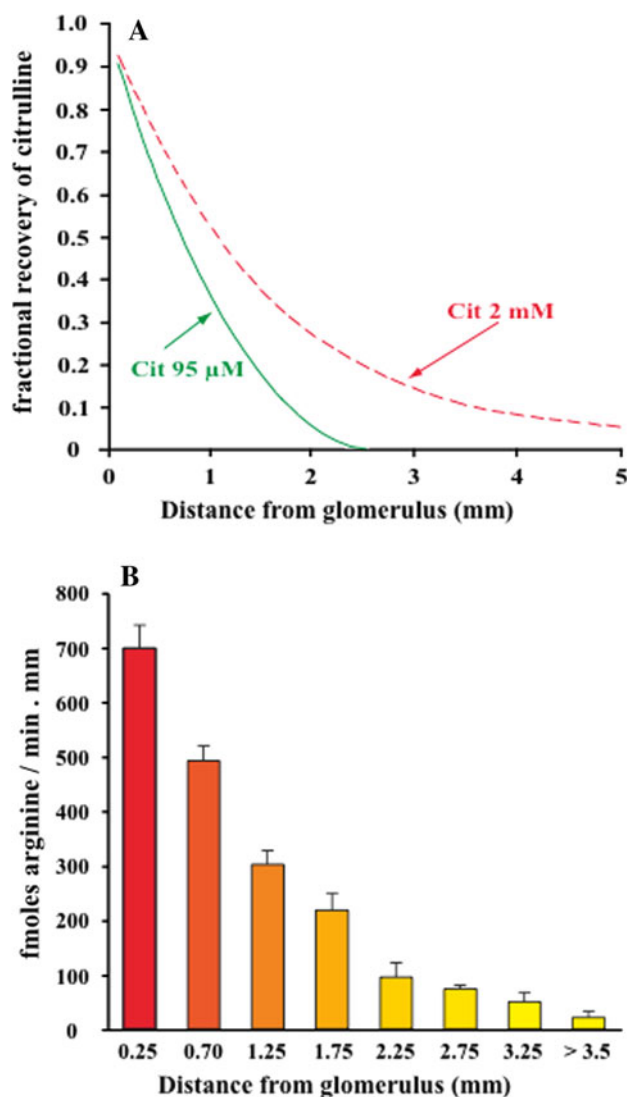 A
1.0
0.9
0.8
0.7
0.6
0.5
0.4
0.3
0.2
0.1
0
fractional recovery of citrulline
Cit 2 mM
Cit 95 µM
0 1 2 3 4 5
Distance from glomerulus (mm)
B
800
700
600
500
400
300
200
100
0
fmoles arginine / min . mm
0.25 0.70 1.25 1.75 2.25 2.75 3.25 > 3.5
Distance from glomerulus (mm)